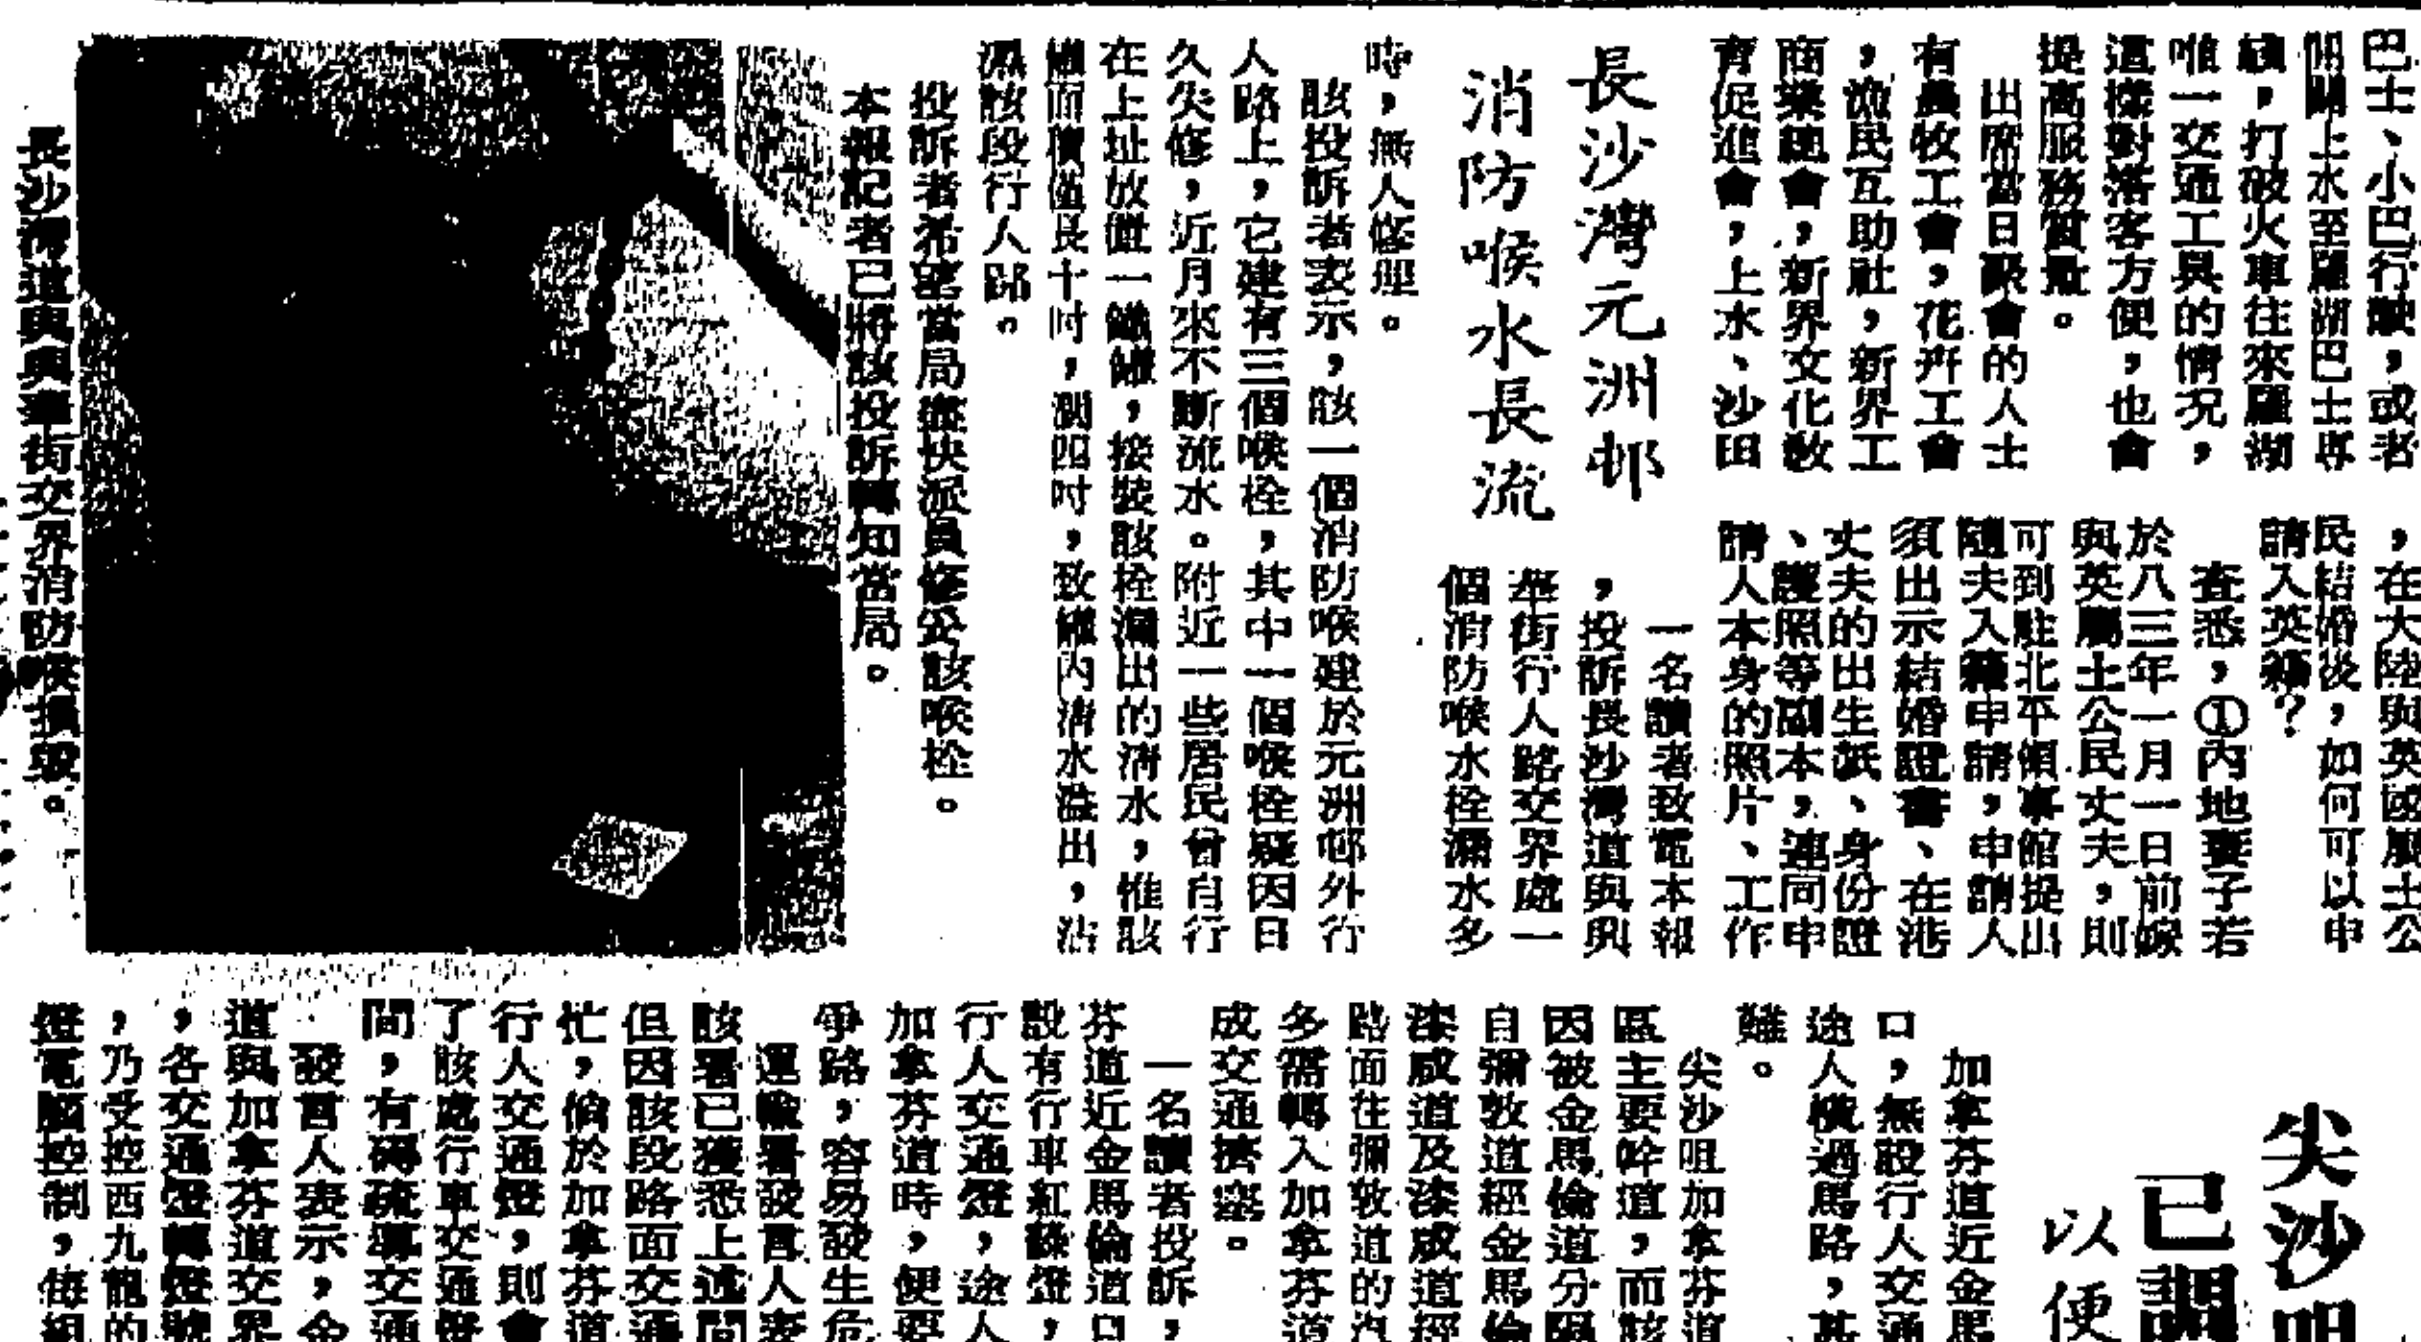 巴士、小巴行駛，或者
開闢上水至羅湖巴士專
線，打破火車往來羅湖
唯一交通工具的情況，
這樣對落客方便，也會
提高服務質量。
出席當日聚會的人士
有農牧工會，花卉工會
，漁民互助社，新界工
商業總會，新界文化教
育促進會，上水、沙田
，在大陸與英國屬土公
民結婚後，如何可以申
請入英籍？
查悉，①內地妻子若
於八三年一月一日前嫁
與英屬土公民丈夫，則
可到駐北平領事館提出
隨夫入籍申請，申請人
須出示結婚證書、在港
丈夫的出生紙、身份證
、護照等副本，連同申
請人本身的照片、工作
長沙灣元洲邨
消防喉水長流
一名讀者致電本報
，投訴長沙灣道與興
華街行人路交界處一
個消防喉水栓漏水多
時，無人修理。
該投訴者表示，該一個消防喉建於元洲邨外行
人路上，它建有三個喉栓，其中一個喉栓疑因日
久失修，近月來不斷流水。附近一些居民曾自行
在上址放置一鐵罐，接裝該栓漏出的清水，惟該
罐面積僅長十吋，濶四吋，致罐內清水溢出，沾
濕該段行人路。
投訴者希望當局盡快派員修妥該喉栓。
本報記者已將該投訴轉知當局。
長沙灣道與興華街交界消防喉損毀。
尖沙咀
已調
以便
加拿芬道近金馬
口，無設行人交通
途人橫過馬路，甚
難。
尖沙咀加拿芬道
區主要幹道，而該
因被金馬倫道分隔
自彌敦道經金馬倫
漆咸道及漆咸道經
路面往彌敦道的汽
多需轉入加拿芬道
成交通擠塞。
一名讀者投訴，
芬道近金馬倫道口
設有行車紅綠燈，
行人交通燈，途人
加拿芬道時，便要
爭路，容易發生危
運輸署發言人表
該署已獲悉上述問
但因該段路面交通
忙，倘於加拿芬道
行人交通燈，則會
了該處行車交通燈
間，有礙疏導交通
發言人表示，金
道與加拿芬道交界
，各交通燈轉燈號
，乃受控西九龍的
燈電腦控制，每組